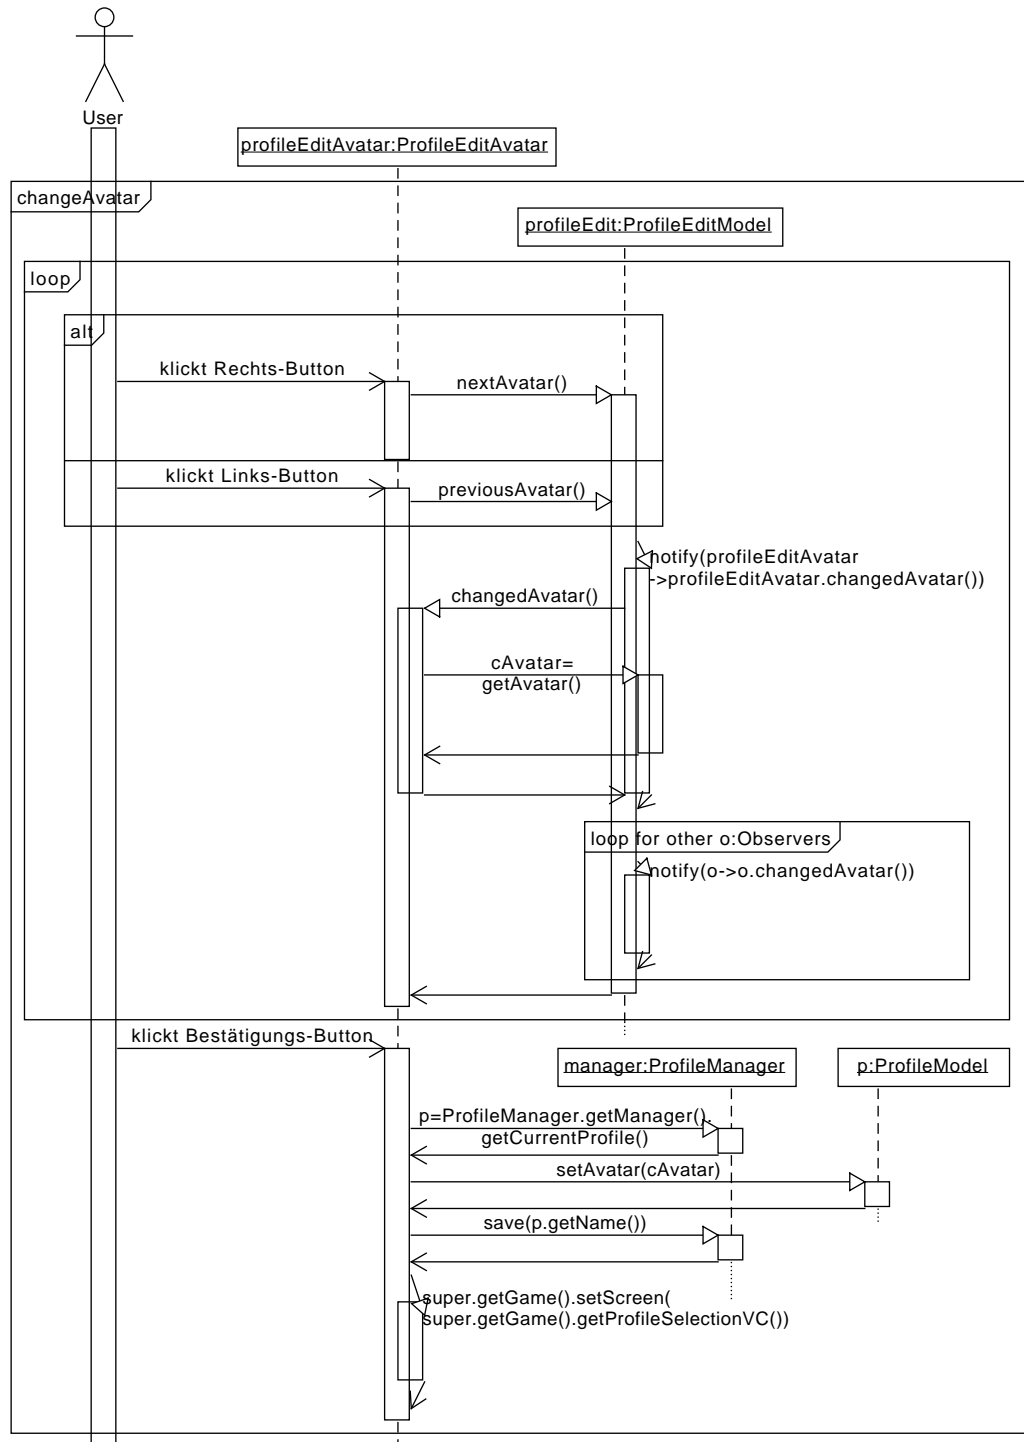 User
profileEditAvatar:ProfileEditAvatar
changeAvatar
profileEdit:ProfileEditModel
loop
alt
klickt Rechts-Button
nextAvatar()
klickt Links-Button
previousAvatar()
notify(profileEditAvatar
->profileEditAvatar.changedAvatar())
changedAvatar()
cAvatar=
getAvatar()
loop for other o:Observers
notify(o->o.changedAvatar())
klickt Bestätigungs-Button
manager:ProfileManager
p:ProfileModel
p=ProfileManager.getManager().
getCurrentProfile()
setAvatar(cAvatar)
save(p.getName())
super.getGame().setScreen(
super.getGame().getProfileSelectionVC())